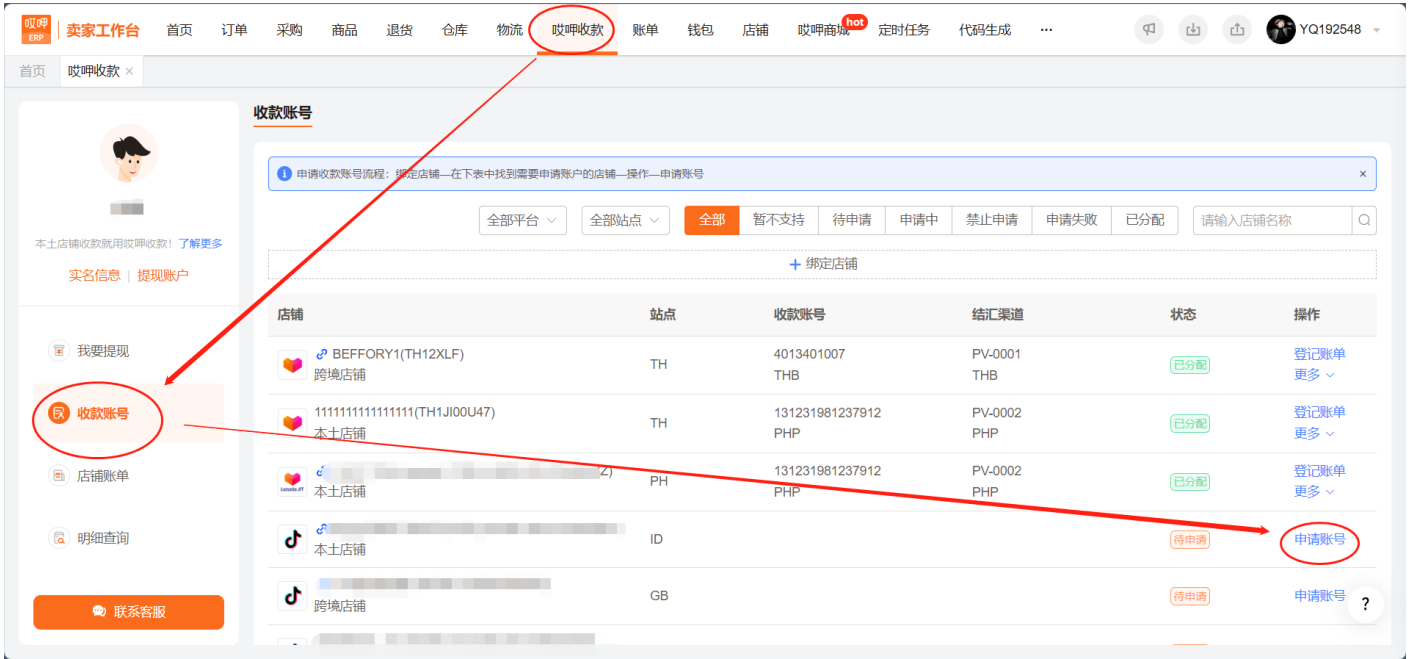 哎呀
ERP
卖家工作台
首页
订单
采购
商品
退货
仓库
物流
哎呀收款
账单
钱包
店铺
哎呀商城
hot
定时任务
代码生成
...
YQ192548
首页
哎呀收款 ×
本土店铺收款就用哎呀收款! 了解更多
实名信息 | 提现账户
我要提现
收款账号
店铺账单
明细查询
联系客服
收款账号
申请收款账号流程：绑定店铺—在下表中找到需要申请账户的店铺—操作—申请账号 ×
全部平台
全部站点
全部
暂不支持
待申请
申请中
禁止申请
申请失败
已分配
请输入店铺名称
+ 绑定店铺
店铺 站点 收款账号 结汇渠道 状态 操作
BEFFORY1(TH12XLF)
跨境店铺
TH
4013401007
THB
PV-0001
THB
已分配
登记账单
更多
1111111111111111(TH1JI00U47)
本土店铺
TH
131231981237912
PHP
PV-0002
PHP
已分配
登记账单
更多
Z)
本土店铺
PH
131231981237912
PHP
PV-0002
PHP
已分配
登记账单
更多
本土店铺
ID
待申请
申请账号
跨境店铺
GB
待申请
申请账号
?